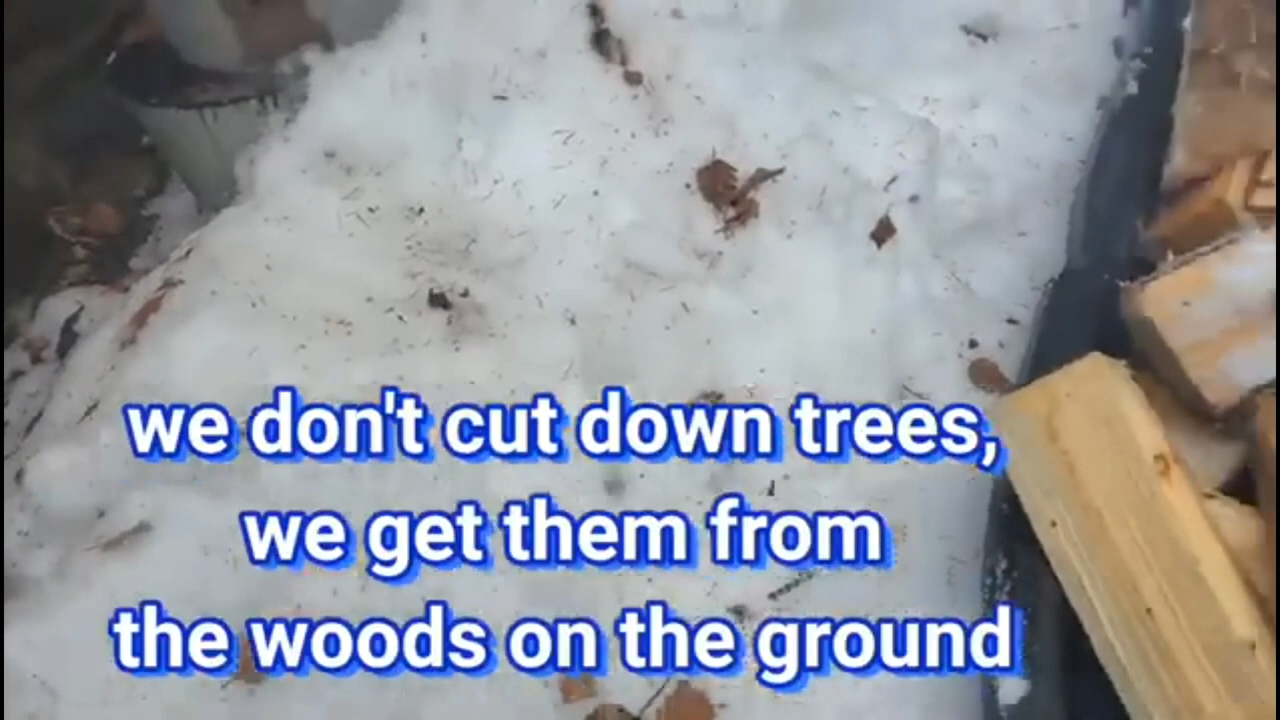 we don't cut down trees,
we get them from
the woods on the ground